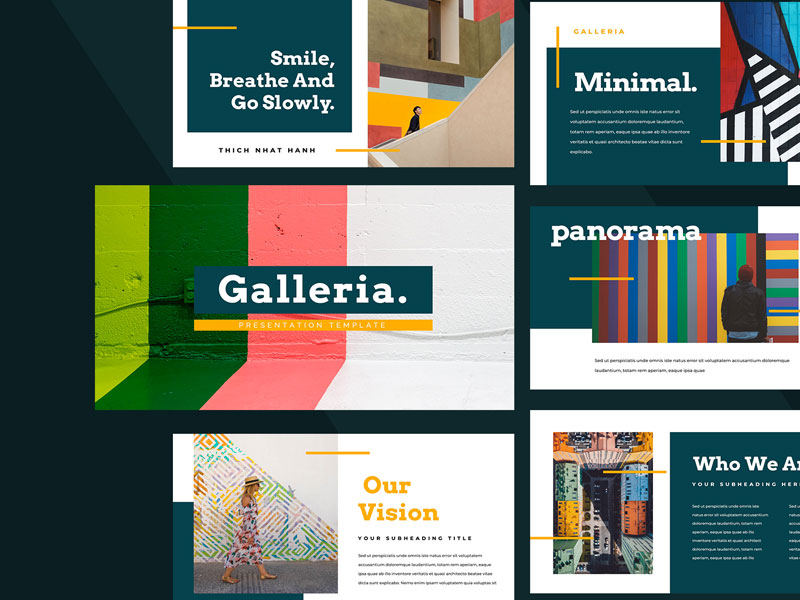 Smile,
Breathe And
Go Slowly.
THICH NHAT HANH
GALLERIA
Minimal.
Sed ut perspiciatis unde omnis iste natus error sit
voluptatem accusantium doloremque laudantium,
totam rem aperiam, eaque ipsa quae ab illo inventore
veritatis et quasi architecto beatae vitae dicta sunt
explicabo.
Galleria.
PRESENTATION TEMPLATE
panorama
Sed ut perspiciatis unde omnis iste natus error sit voluptatem accusantium doloremque
laudantium, totam rem aperiam, eaque ipsa quae
Our
Vision
YOUR SUBHEADING TITLE
Sed ut perspiciatis unde omnis iste natus error sit voluptatem
accusantium doloremque laudantium, totam rem aperiam,
eaque ipsa quae ab illo inventore veritatis et quasi architecto
beatae vitae dicta sunt explicabo. Nemo enim ipsam voluptatem quia voluptas sit
Who We Ar
YOUR SUBHEADING HER
Sed ut perspiciatis unde omnis iste
natus error sit voluptatem accusantium
doloremque laudantium, totam rem
aperiam, eaque ipsa quae ab illo
inventore veritatis et quasi architect
beatae vitae dicta sunt explicabo